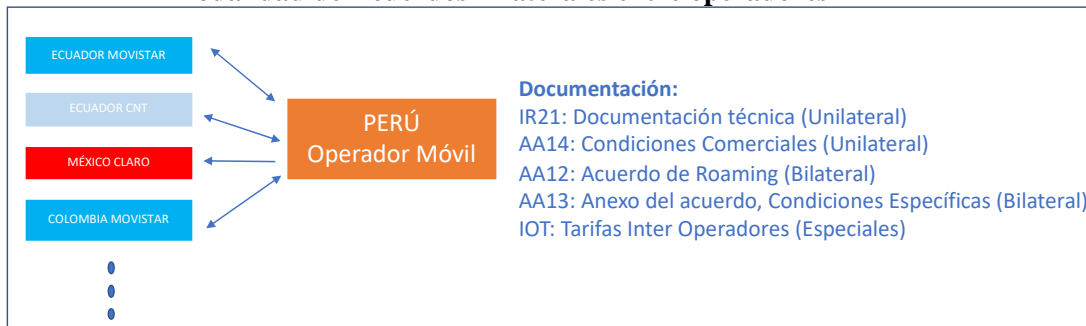 ECUADOR MOVISTAR
ECUADOR CNT
MÉXICO CLARO
COLOMBIA MOVISTAR
PERÚ
Operador Móvil
Documentación:
IR21: Documentación técnica (Unilateral)
AA14: Condiciones Comerciales (Unilateral)
AA12: Acuerdo de Roaming (Bilateral)
AA13: Anexo del acuerdo, Condiciones Específicas (Bilateral)
IOT: Tarifas Inter Operadores (Especiales)